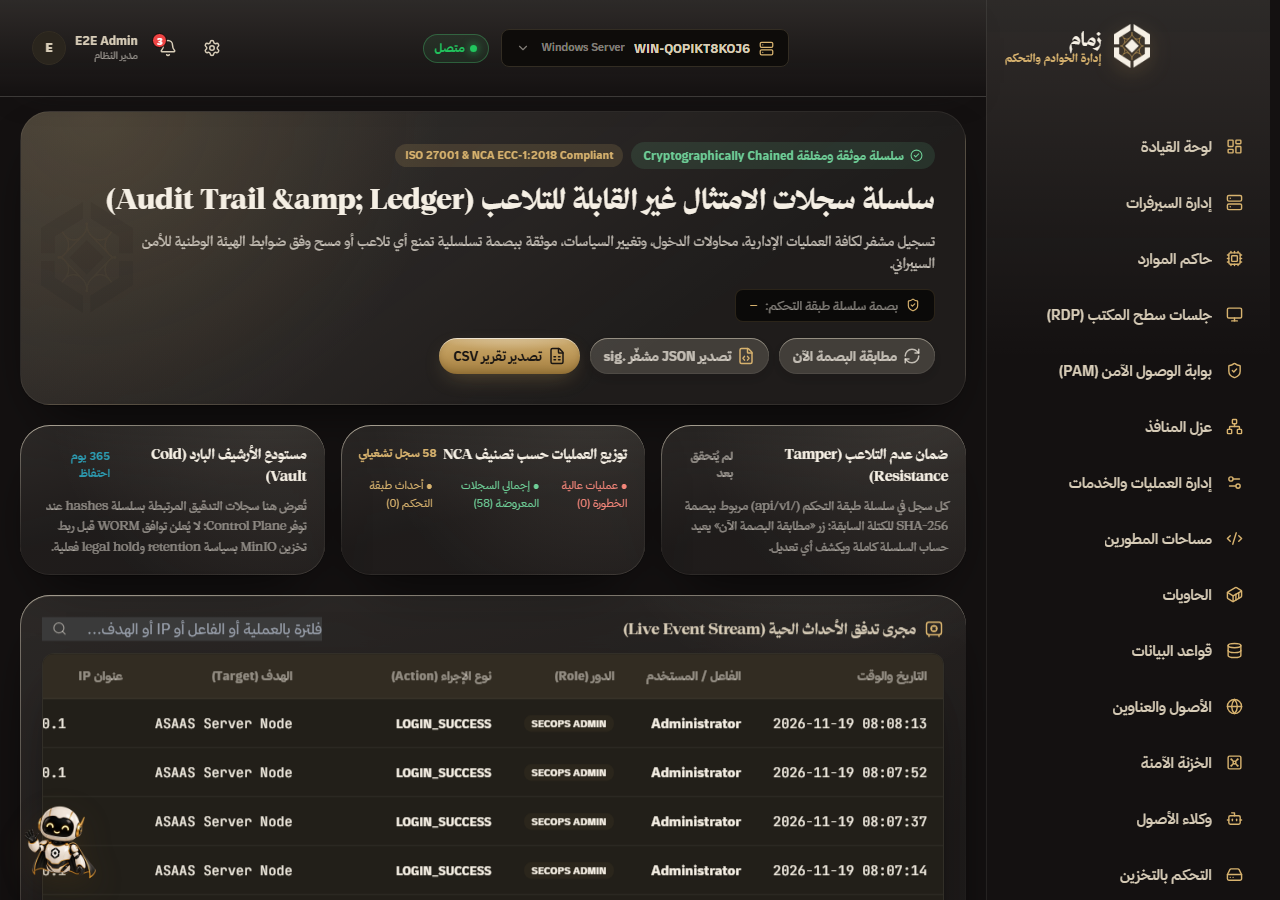 زمام
إدارة الخوادم والتحكم
لوحة القيادة
إدارة السيرفرات
حاكم الموارد
جلسات سطح المكتب (RDP)
بوابة الوصول الآمن (PAM)
عزل المنافذ
إدارة العمليات والخدمات
مساحات المطورين
الحاويات
قواعد البيانات
الأصول والعناوين
الخزنة الآمنة
وكلاء الأصول
التحكم بالتخزين
WIN-QOPIKT8KOJ6 Windows Server
متصل
3
E2E Admin
مدير النظام
E
سلسلة موثقة ومغلقة Cryptographically Chained
ISO 27001 & NCA ECC-1:2018 Compliant
سلسلة سجلات الامتثال غير القابلة للتلاعب (Audit Trail &amp; Ledger)
تسجيل مشفر لكافة العمليات الإدارية، محاولات الدخول، وتغيير السياسات، موثقة ببصمة تسلسلية تمنع أي تلاعب أو مسح وفق ضوابط الهيئة الوطنية للأمن
السيبراني.
بصمة سلسلة طبقة التحكم: —
مطابقة البصمة الآن
تصدير JSON مشفّر .sig
تصدير تقرير CSV
ضمان عدم التلاعب (Tamper
Resistance)
لم يُتحقق
بعد
كل سجل في سلسلة طبقة التحكم (/api/v1) مربوط ببصمة
SHA-256 للكتلة السابقة؛ زر «مطابقة البصمة الآن» يعيد
حساب السلسلة كاملة ويكشف أي تعديل.
توزيع العمليات حسب تصنيف NCA
58 سجل تشغيلي
● عمليات عالية
الخطورة (0)
● إجمالي السجلات
المعروضة (58)
● أحداث طبقة
التحكم (0)
مستودع الأرشيف البارد (Cold
Vault)
365 يوم
احتفاظ
تُعرض هنا سجلات التدقيق المرتبطة بسلسلة hashes عند
توفر Control Plane؛ لا يُعلن توافق WORM قبل ربط
تخزين MinIO بسياسة retention وlegal hold فعلية.
مجرى تدفق الأحداث الحية (Live Event Stream)
فلترة بالعملية أو الفاعل أو IP أو الهدف...
التاريخ والوقت الفاعل / المستخدم الدور (Role) نوع الإجراء (Action) الهدف (Target) عنوان IP
2026-11-19 08:08:13 Administrator SECOPS ADMIN LOGIN_SUCCESS ASAAS Server Node 0.1
2026-11-19 08:07:52 Administrator SECOPS ADMIN LOGIN_SUCCESS ASAAS Server Node 0.1
2026-11-19 08:07:37 Administrator SECOPS ADMIN LOGIN_SUCCESS ASAAS Server Node
2026-11-19 08:07:14 Administrator SECOPS ADMIN LOGIN_SUCCESS ASAAS Server Node